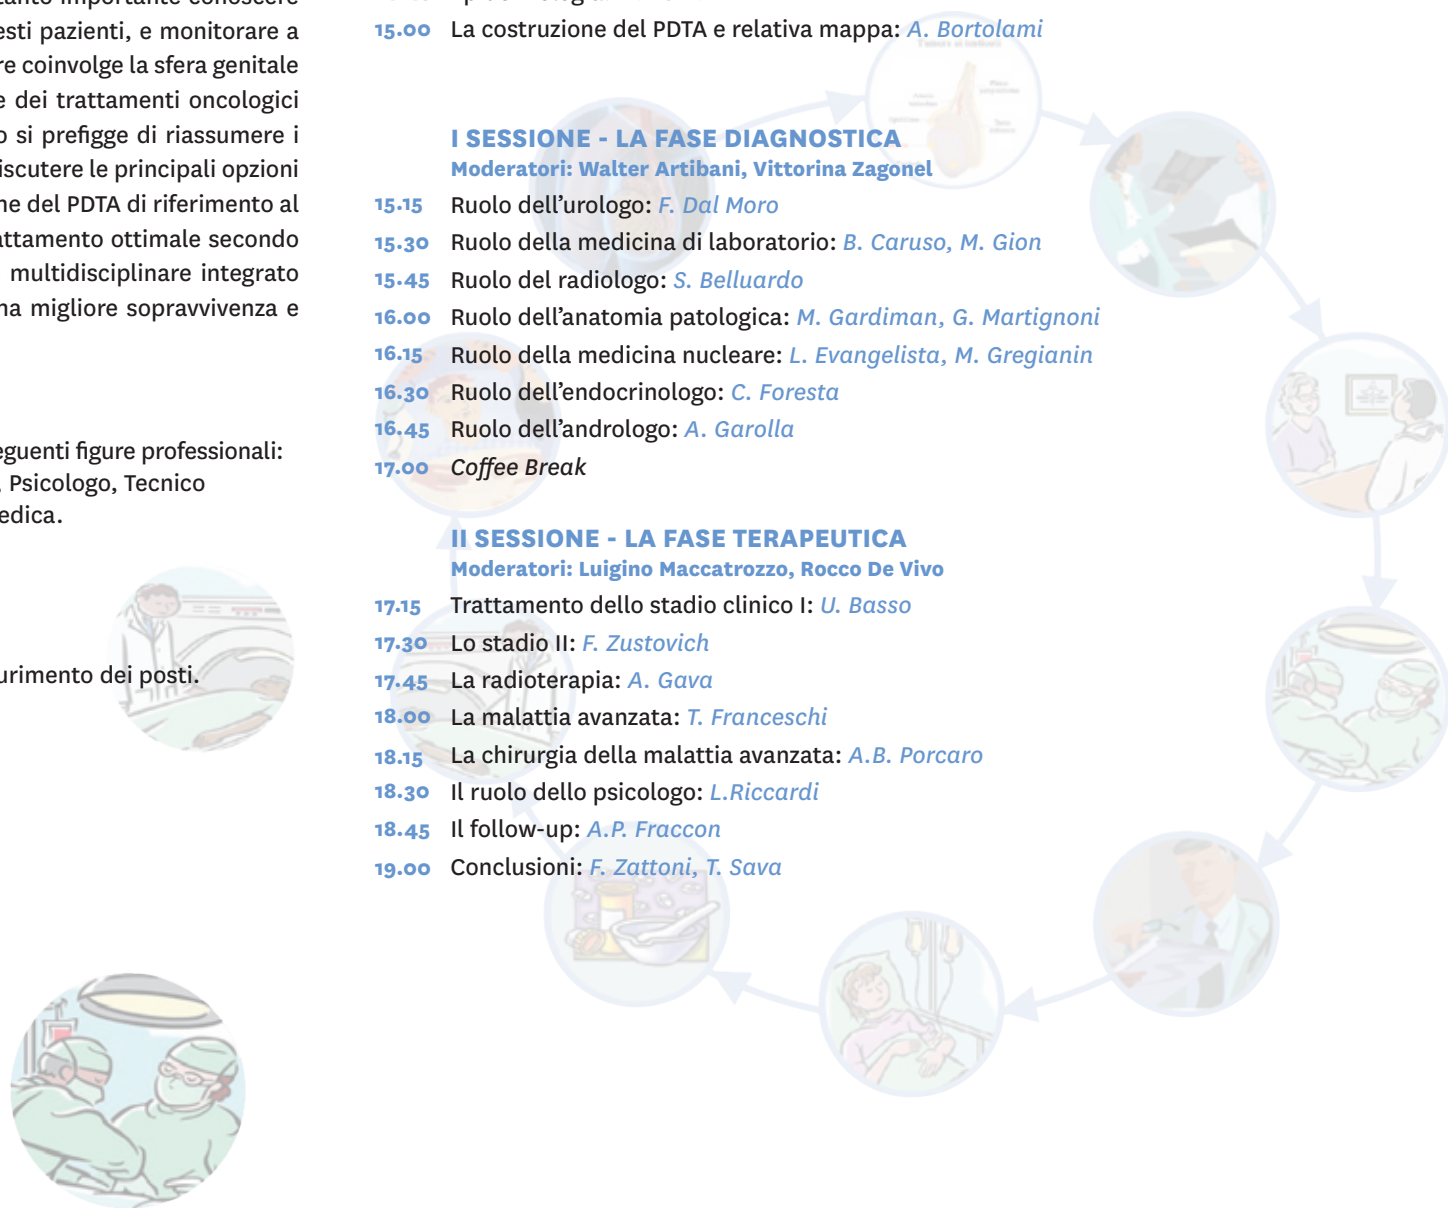 tanto importante conoscere
esti pazienti, e monitorare a
re coinvolge la sfera genitale
e dei trattamenti oncologici
o si prefigge di riassumere i
iscutere le principali opzioni
ne del PDTA di riferimento al
attamento ottimale secondo
multidisciplinare integrato
na migliore sopravvivenza e
eguenti figure professionali:
, Psicologo, Tecnico
edica.
urimento dei posti.
15.00 La costruzione del PDTA e relativa mappa: A. Bortolami
I SESSIONE - LA FASE DIAGNOSTICA
Moderatori: Walter Artibani, Vittorina Zagonel
15.15 Ruolo dell’urologo: F. Dal Moro
15.30 Ruolo della medicina di laboratorio: B. Caruso, M. Gion
15.45 Ruolo del radiologo: S. Belluardo
16.00 Ruolo dell’anatomia patologica: M. Gardiman, G. Martignoni
16.15 Ruolo della medicina nucleare: L. Evangelista, M. Gregianin
16.30 Ruolo dell’endocrinologo: C. Foresta
16.45 Ruolo dell’andrologo: A. Garolla
17.00 Coffee Break
II SESSIONE - LA FASE TERAPEUTICA
Moderatori: Luigino Maccatrozzo, Rocco De Vivo
17.15 Trattamento dello stadio clinico I: U. Basso
17.30 Lo stadio II: F. Zustovich
17.45 La radioterapia: A. Gava
18.00 La malattia avanzata: T. Franceschi
18.15 La chirurgia della malattia avanzata: A.B. Porcaro
18.30 Il ruolo dello psicologo: L.Riccardi
18.45 Il follow-up: A.P. Fraccon
19.00 Conclusioni: F. Zattoni, T. Sava